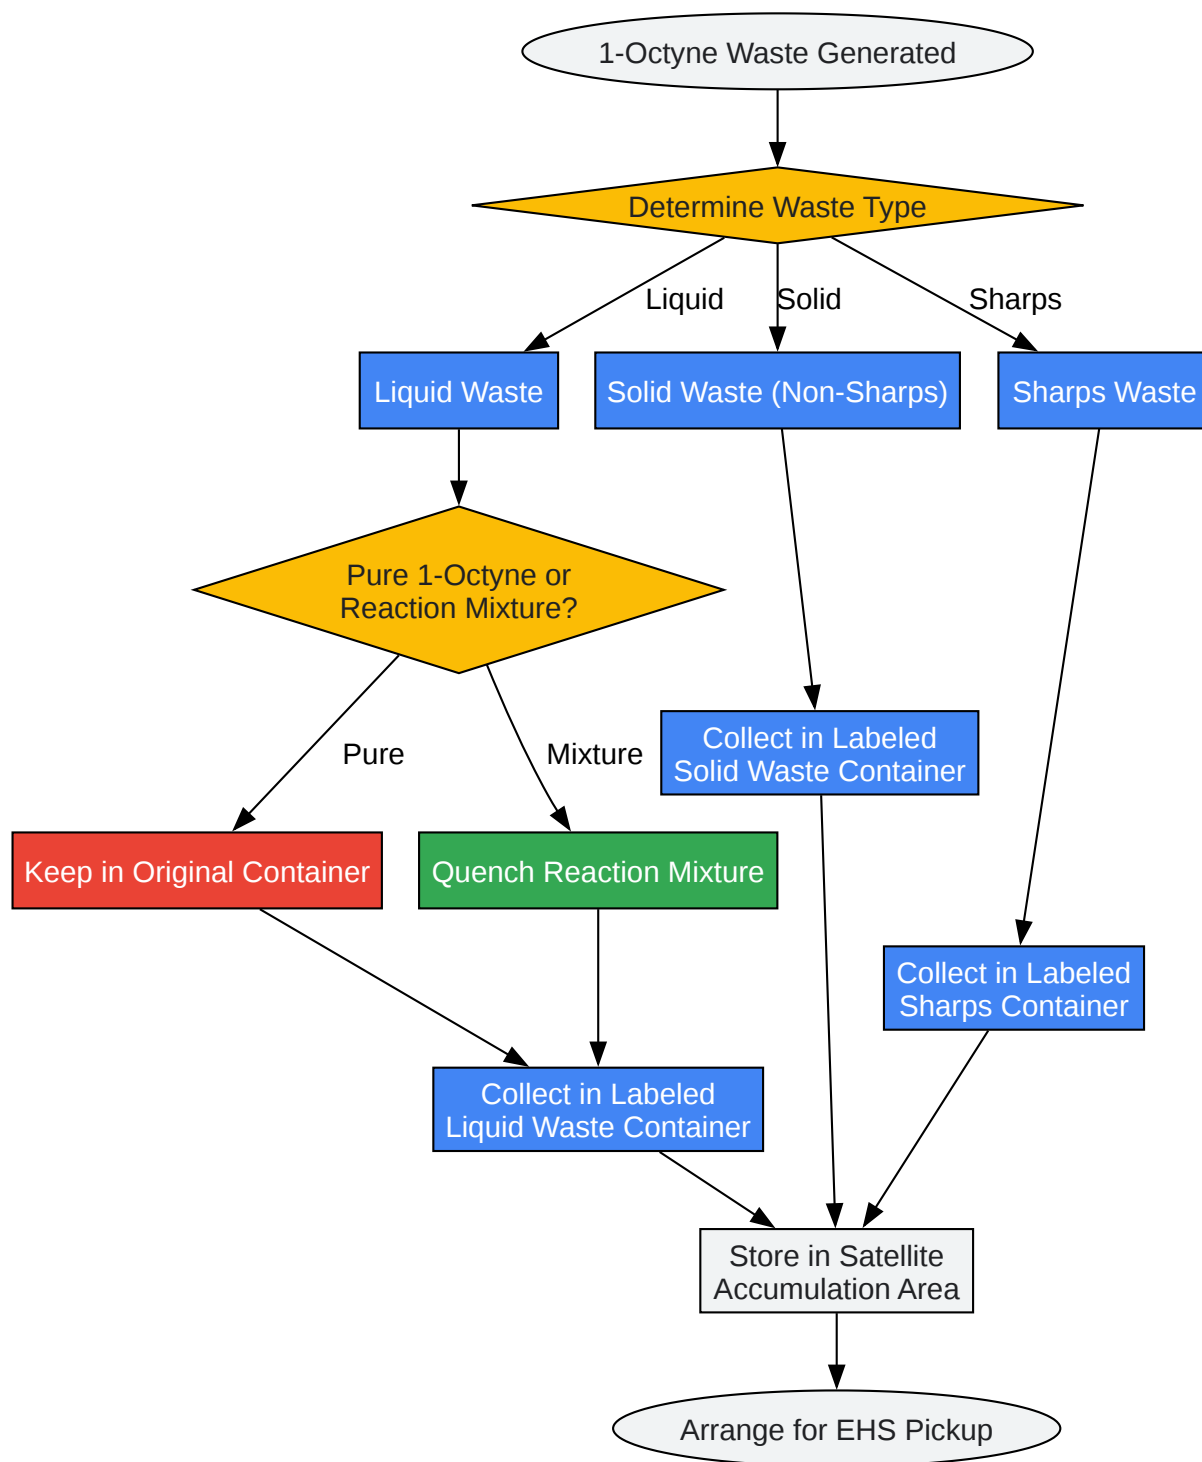 1-Octyne Waste Generated
Determine Waste Type
Liquid
Solid
Sharps
Liquid Waste
Solid Waste (Non-Sharps)
Sharps Waste
Pure 1-Octyne or
Reaction Mixture?
Pure
Mixture
Collect in Labeled
Solid Waste Container
Keep in Original Container
Quench Reaction Mixture
Collect in Labeled
Sharps Container
Collect in Labeled
Liquid Waste Container
Store in Satellite
Accumulation Area
Arrange for EHS Pickup